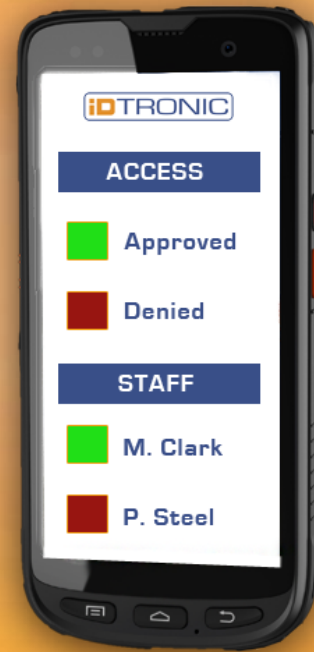 iDTRONIC
ACCESS
Approved
Denied
STAFF
M. Clark
P. Steel